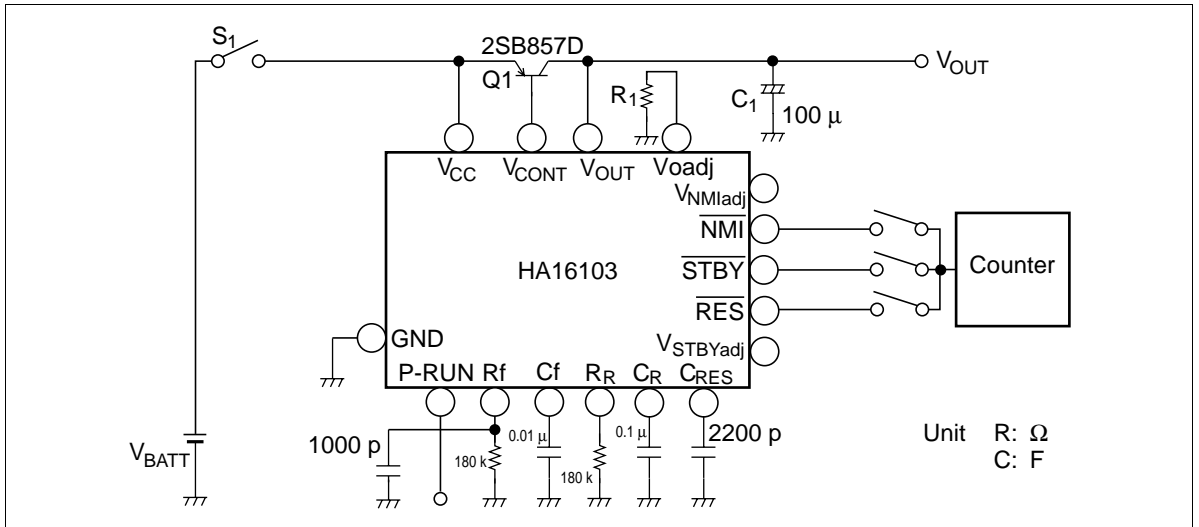 S1
2SB857D
Q1
VOUT
R1
C1
100 μ
VCC
VCONT
VOUT
Voadj
VNMIadj
NMI
HA16103
STBY
Counter
RES
GND
VSTBYadj
P-RUN
Rf
Cf
RR
CR
CRES
1000 p
0.01 μ
0.1 μ
2200 p
180 k
180 k
VBATT
Unit R: Ω
C: F